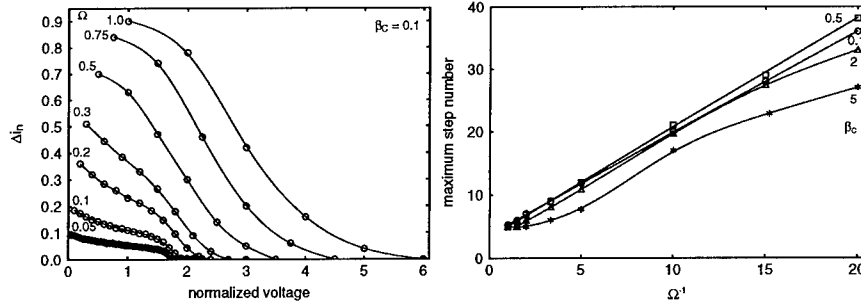 0.9
0.8
0.7
0.6
0.5
0.4
0.3
0.2
0.1
0.0
Δiₙ
Ω
1.0
0.75
0.5
0.3
0.2
0.1
0.05
β_C = 0.1
0 1 2 3 4 5 6
normalized voltage
40
30
20
10
0
maximum step number
0.5
0.1
2
5
β_C
0 5 10 15 20
Ω⁻¹